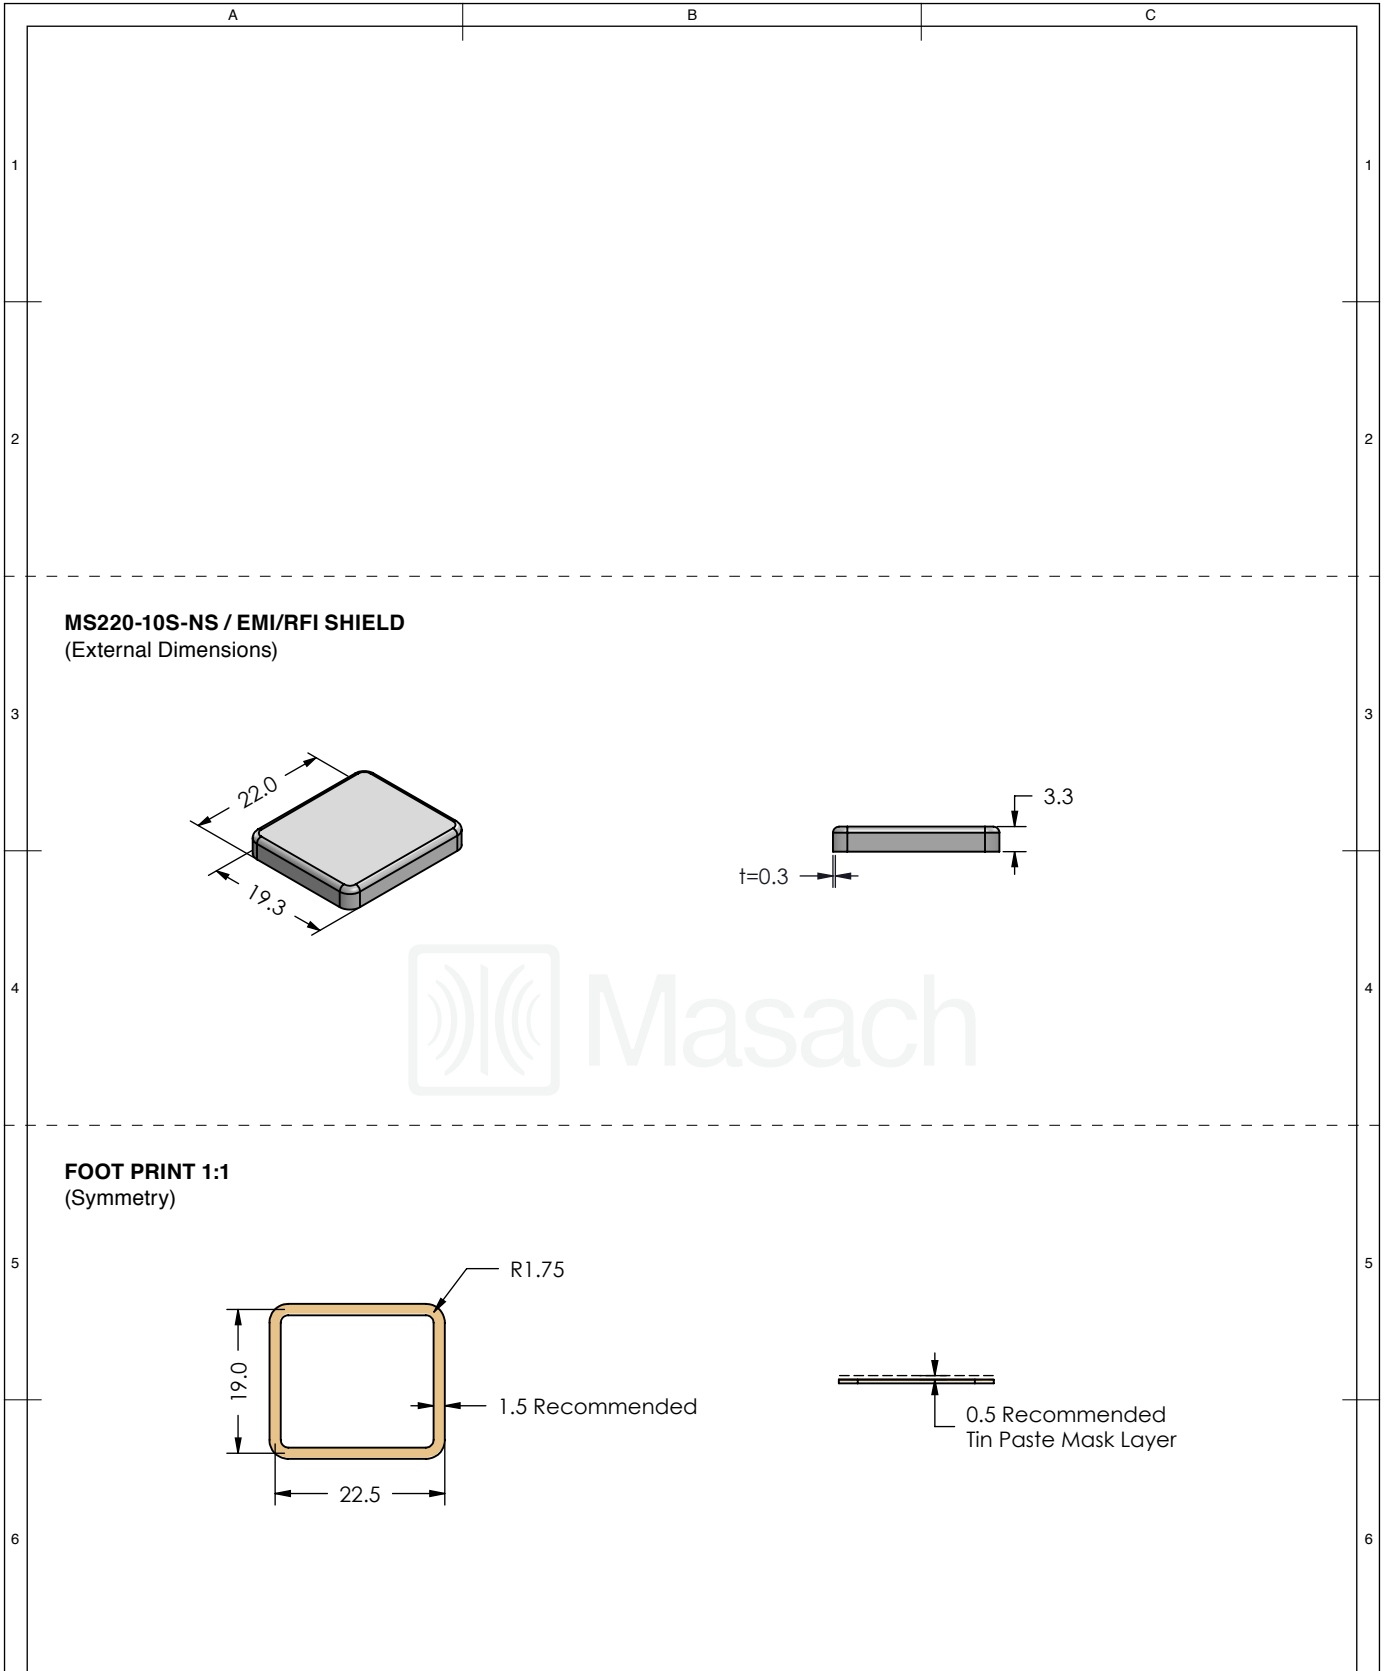 A B C
1 1
2 2
MS220-10S-NS / EMI/RFI SHIELD
(External Dimensions)
3 3
22.0
19.3
3.3
t=0.3
Masach
4 4
FOOT PRINT 1:1
(Symmetry)
5 5
R1.75
19.0
1.5 Recommended
22.5
0.5 Recommended
Tin Paste Mask Layer
6 6